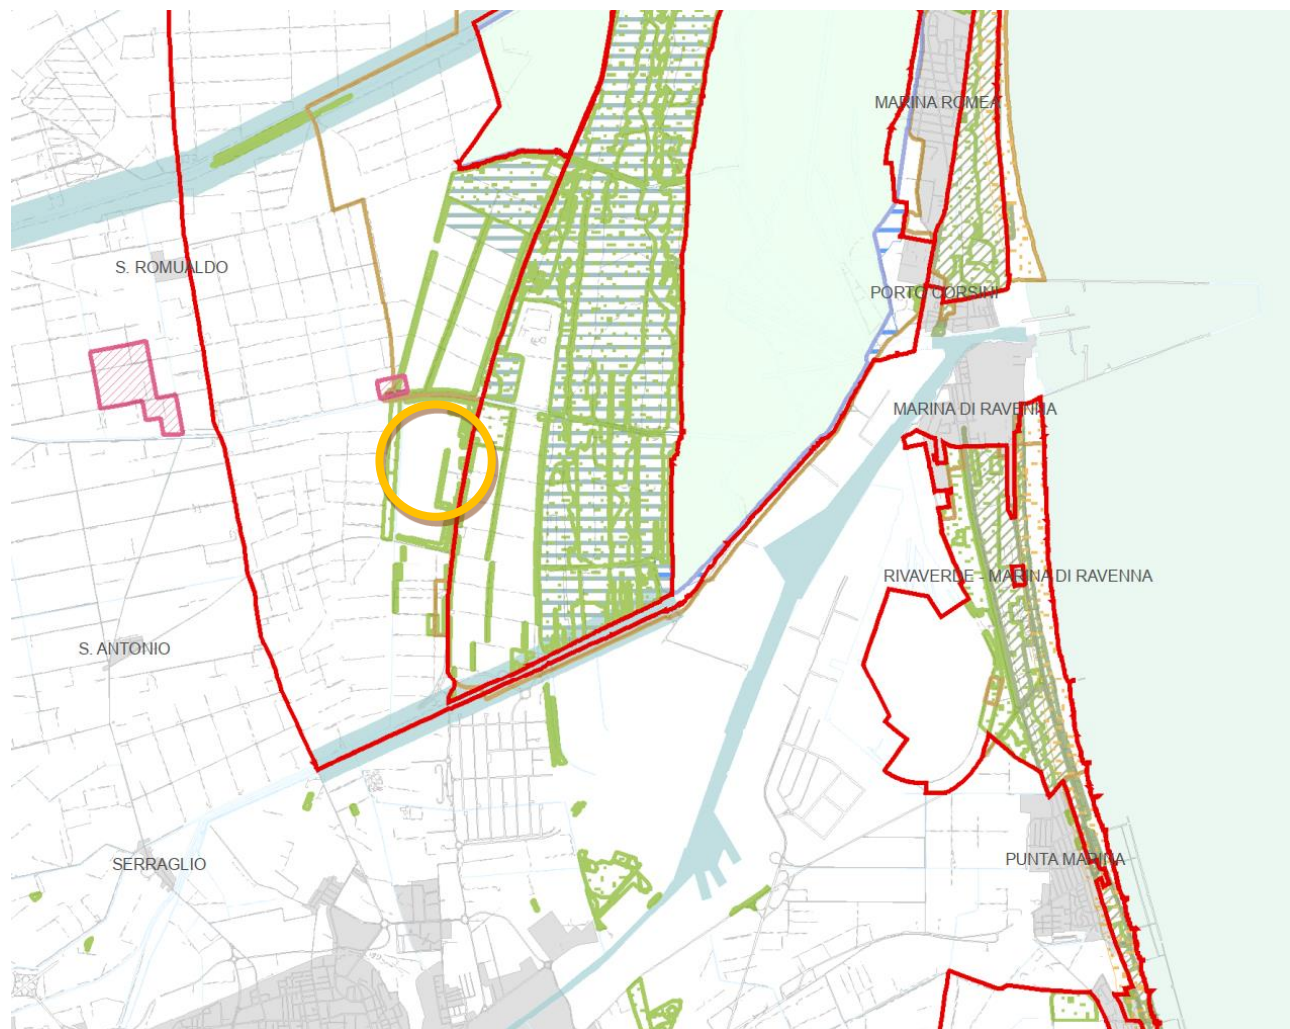 MARINA ROMEA
S. ROMUALDO
PORTO CORSINI
MARINA DI RAVENNA
RIVAVERDE - MARINA DI RAVENNA
S. ANTONIO
SERRAGLIO
PUNTA MARINA